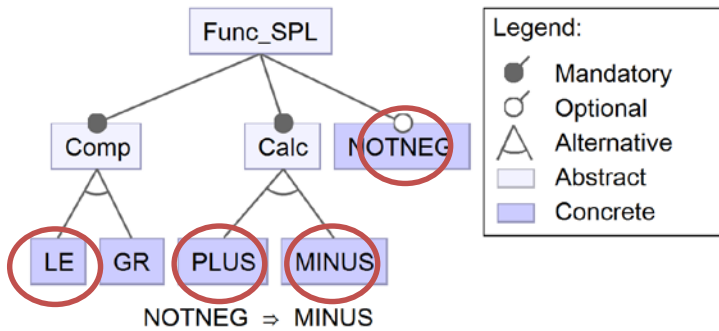 Func_SPL
Legend:
Mandatory
Optional
Alternative
Abstract
Concrete
Comp
Calc
NOTNEG
LE
GR
PLUS
MINUS
NOTNEG ⇒ MINUS